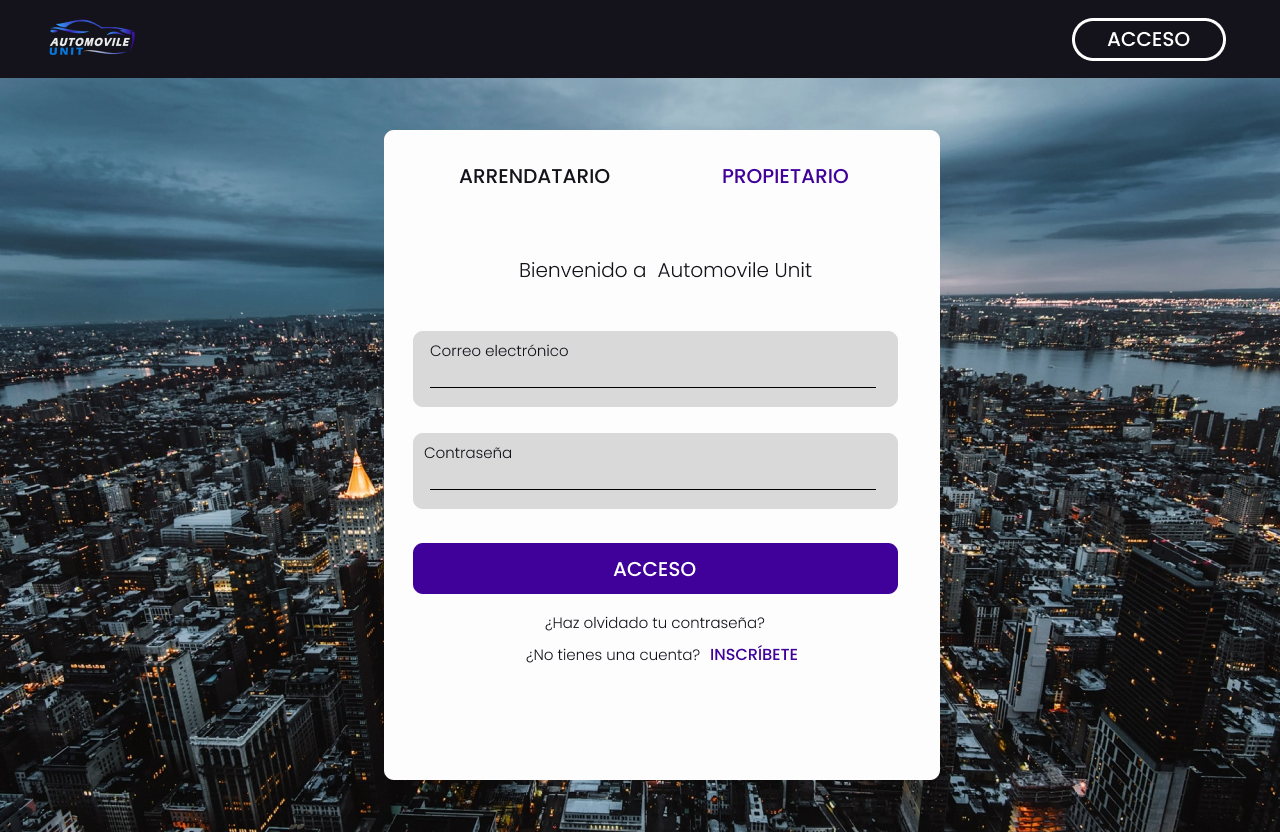 AUTOMOVILE
UNIT
ACCESO
ARRENDATARIO PROPIETARIO
Bienvenido a Automovile Unit
Correo electrónico
Contraseña
ACCESO
¿Haz olvidado tu contraseña?
¿No tienes una cuenta? INSCRÍBETE